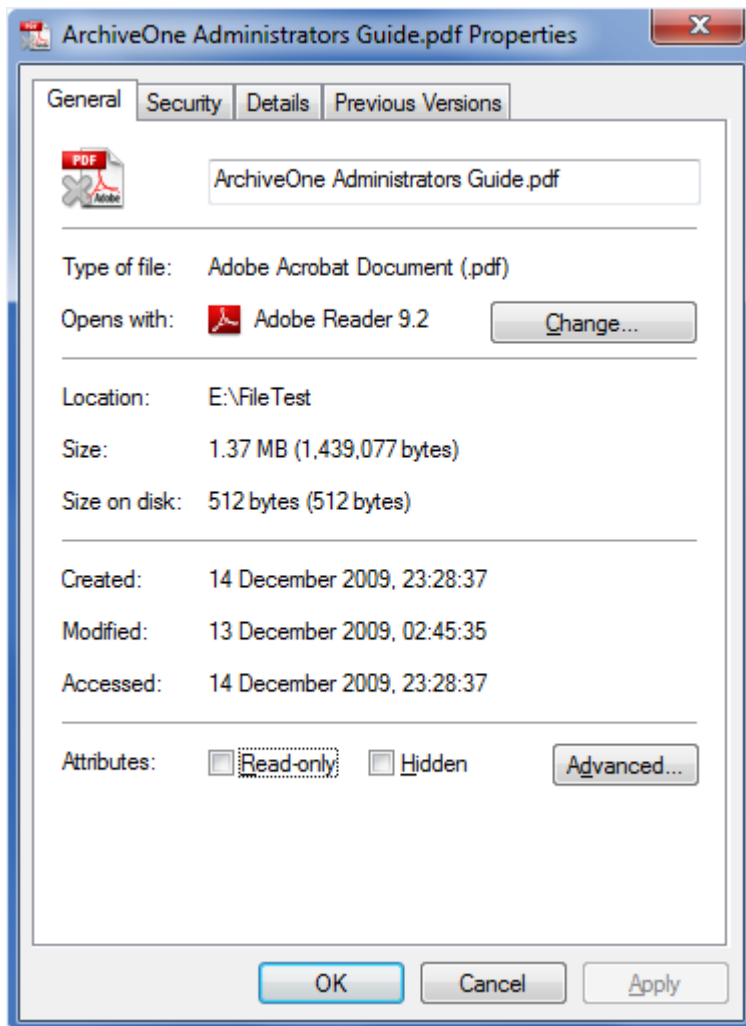 ArchiveOne Administrators Guide.pdf Properties
X
General Security Details Previous Versions
PDF
Adobe
ArchiveOne Administrators Guide.pdf
Type of file: Adobe Acrobat Document (.pdf)
Opens with: Adobe Reader 9.2 Change...
Location: E:\FileTest
Size: 1.37 MB (1,439,077 bytes)
Size on disk: 512 bytes (512 bytes)
Created: 14 December 2009, 23:28:37
Modified: 13 December 2009, 02:45:35
Accessed: 14 December 2009, 23:28:37
Attributes: Read-only Hidden Advanced...
OK Cancel Apply